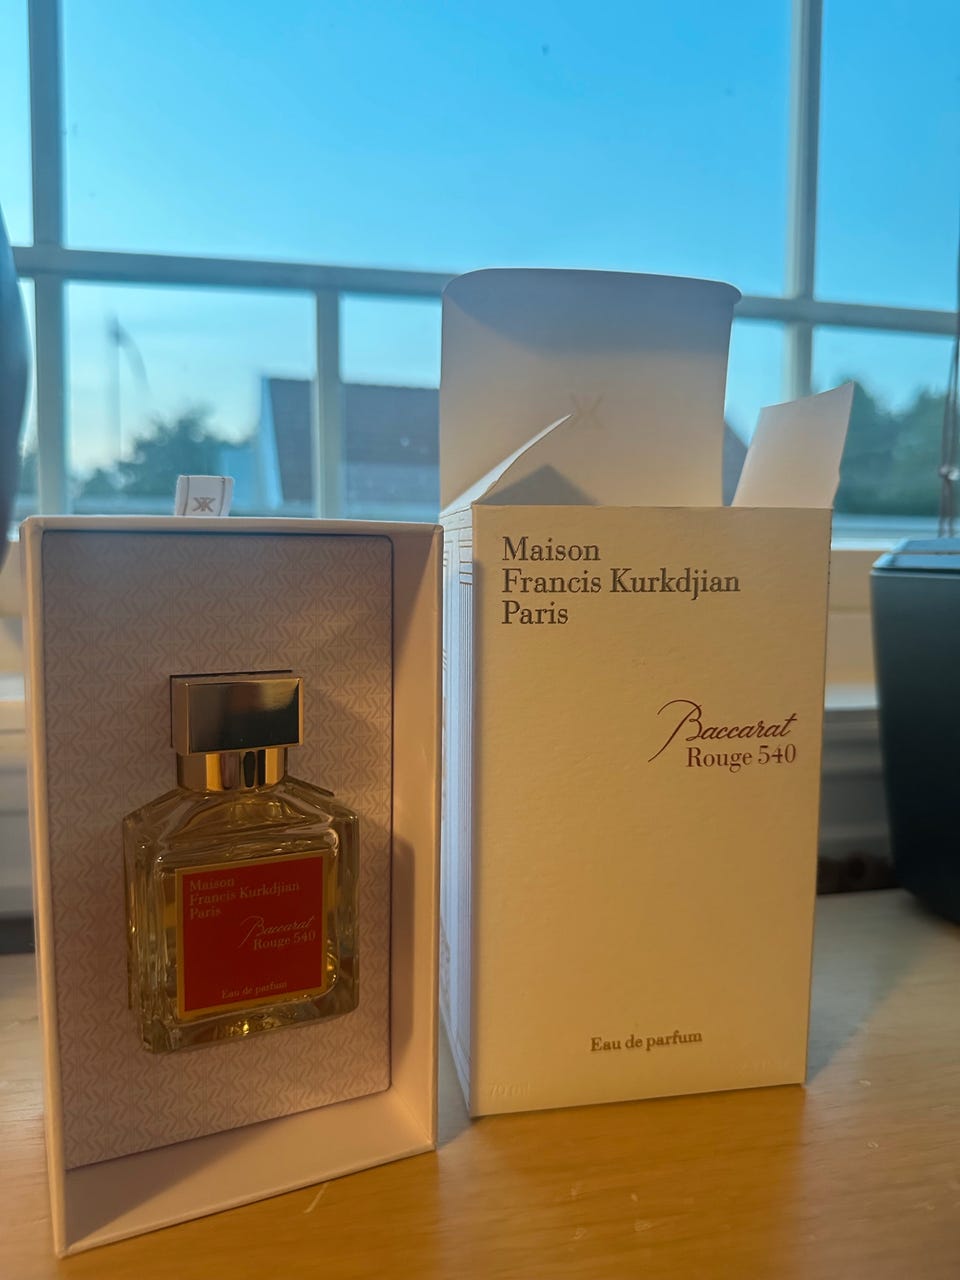 Maison
Francis Kurkdjian
Paris
Baccarat
Rouge 540
Eau de parfum
Maison
Francis Kurkdjian
Paris
Baccarat
Rouge 540
Eau de parfum